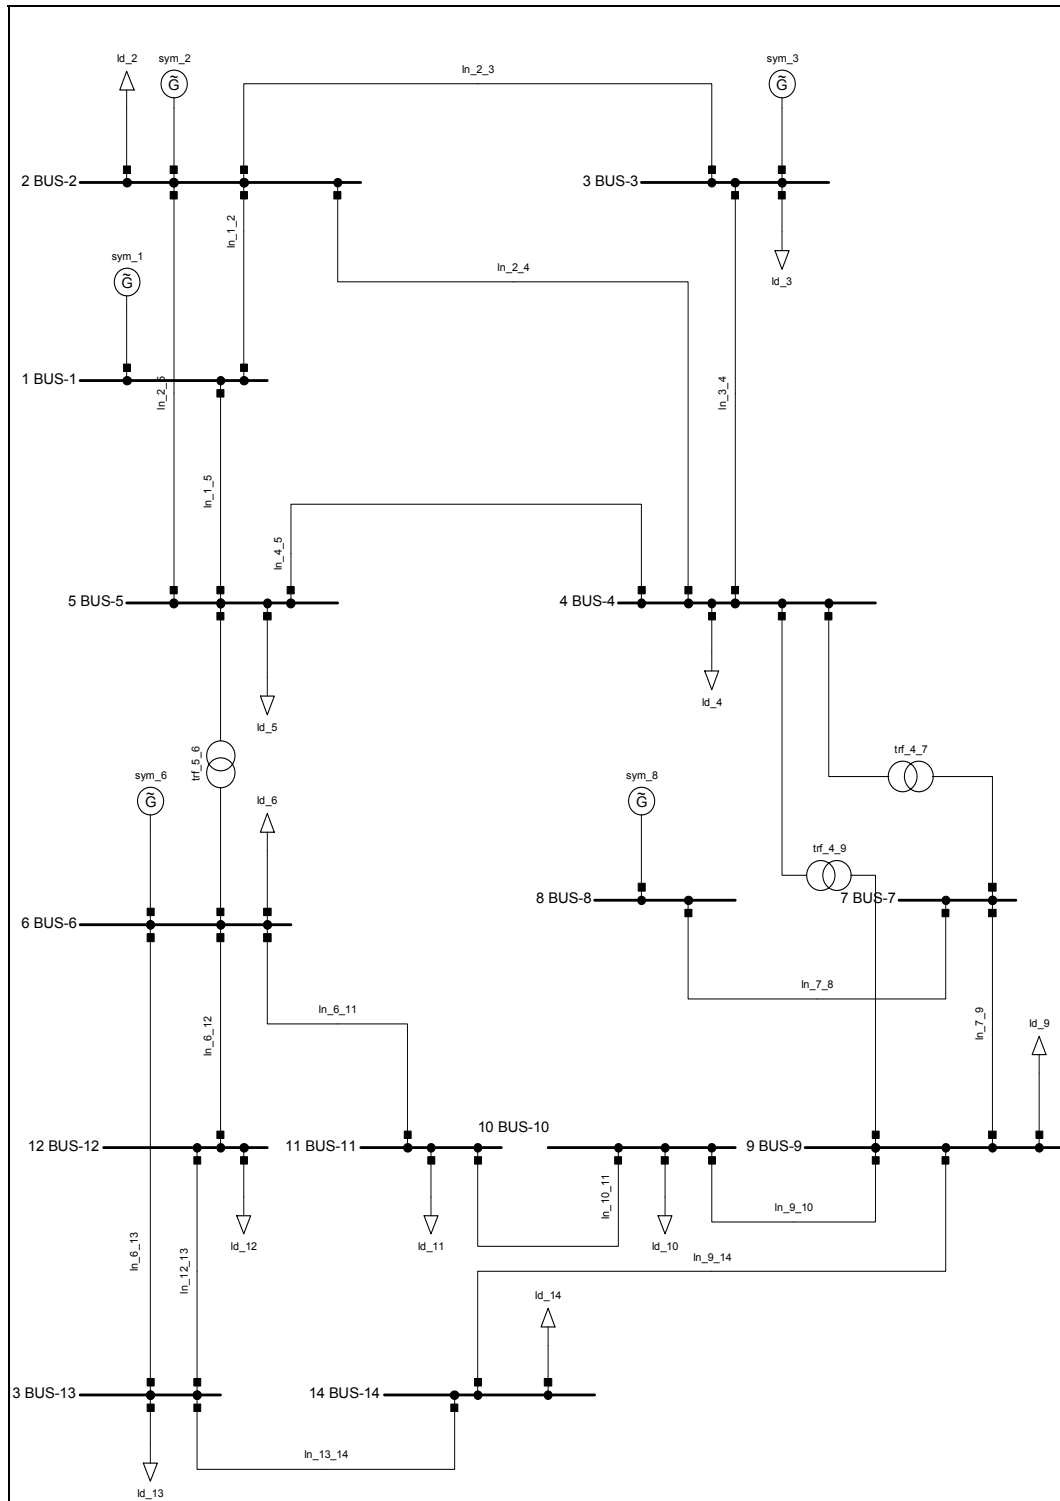 ld_2
sym_2
G̃
ln_2_3
sym_3
G̃
2 BUS-2
3 BUS-3
ln_1_2
sym_1
G̃
ln_2_4
ld_3
1 BUS-1
ln_2_5
ln_3_4
ln_1_5
ln_4_5
5 BUS-5
4 BUS-4
ld_5
ld_4
trf_5_6
trf_4_7
sym_6
G̃
ld_6
sym_8
G̃
trf_4_9
8 BUS-8
7 BUS-7
6 BUS-6
ln_7_8
ln_6_11
ln_6_12
ln_7_9
ld_9
12 BUS-12
11 BUS-11
10 BUS-10
9 BUS-9
ln_10_11
ln_9_10
ld_12
ld_11
ld_10
ln_6_13
ln_12_13
ln_9_14
ld_14
3 BUS-13
14 BUS-14
ln_13_14
ld_13